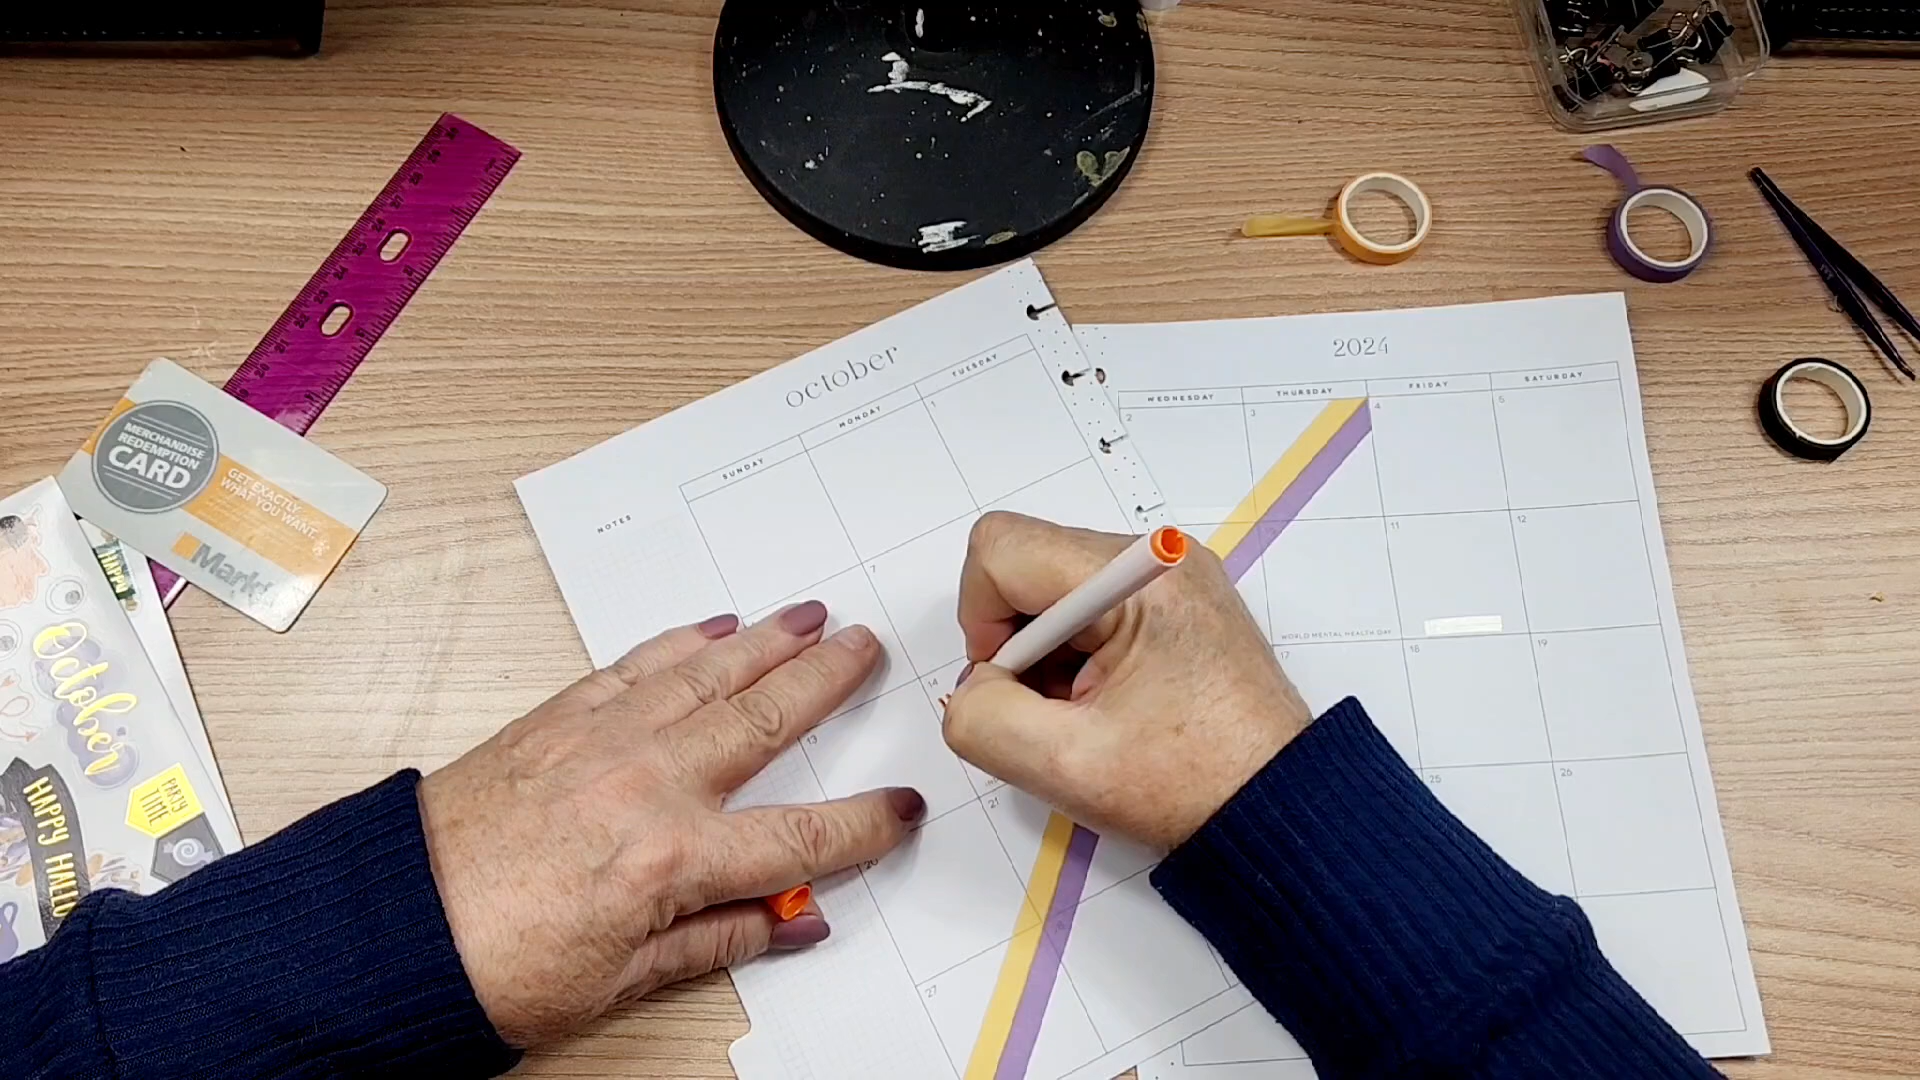 MERCHANDISE
REDEMPTION
CARD
GET EXACTLY
WHAT YOU WANT.
HAPPY
October
PARTY
TIME
HAPPY
october
NOTES
SUNDAY
MONDAY
TUESDAY
1
7
13
14
20
21
27
2024
WEDNESDAY
THURSDAY
FRIDAY
SATURDAY
2
3
4
5
11
12
WORLD MENTAL HEALTH DAY
17
18
19
25
26